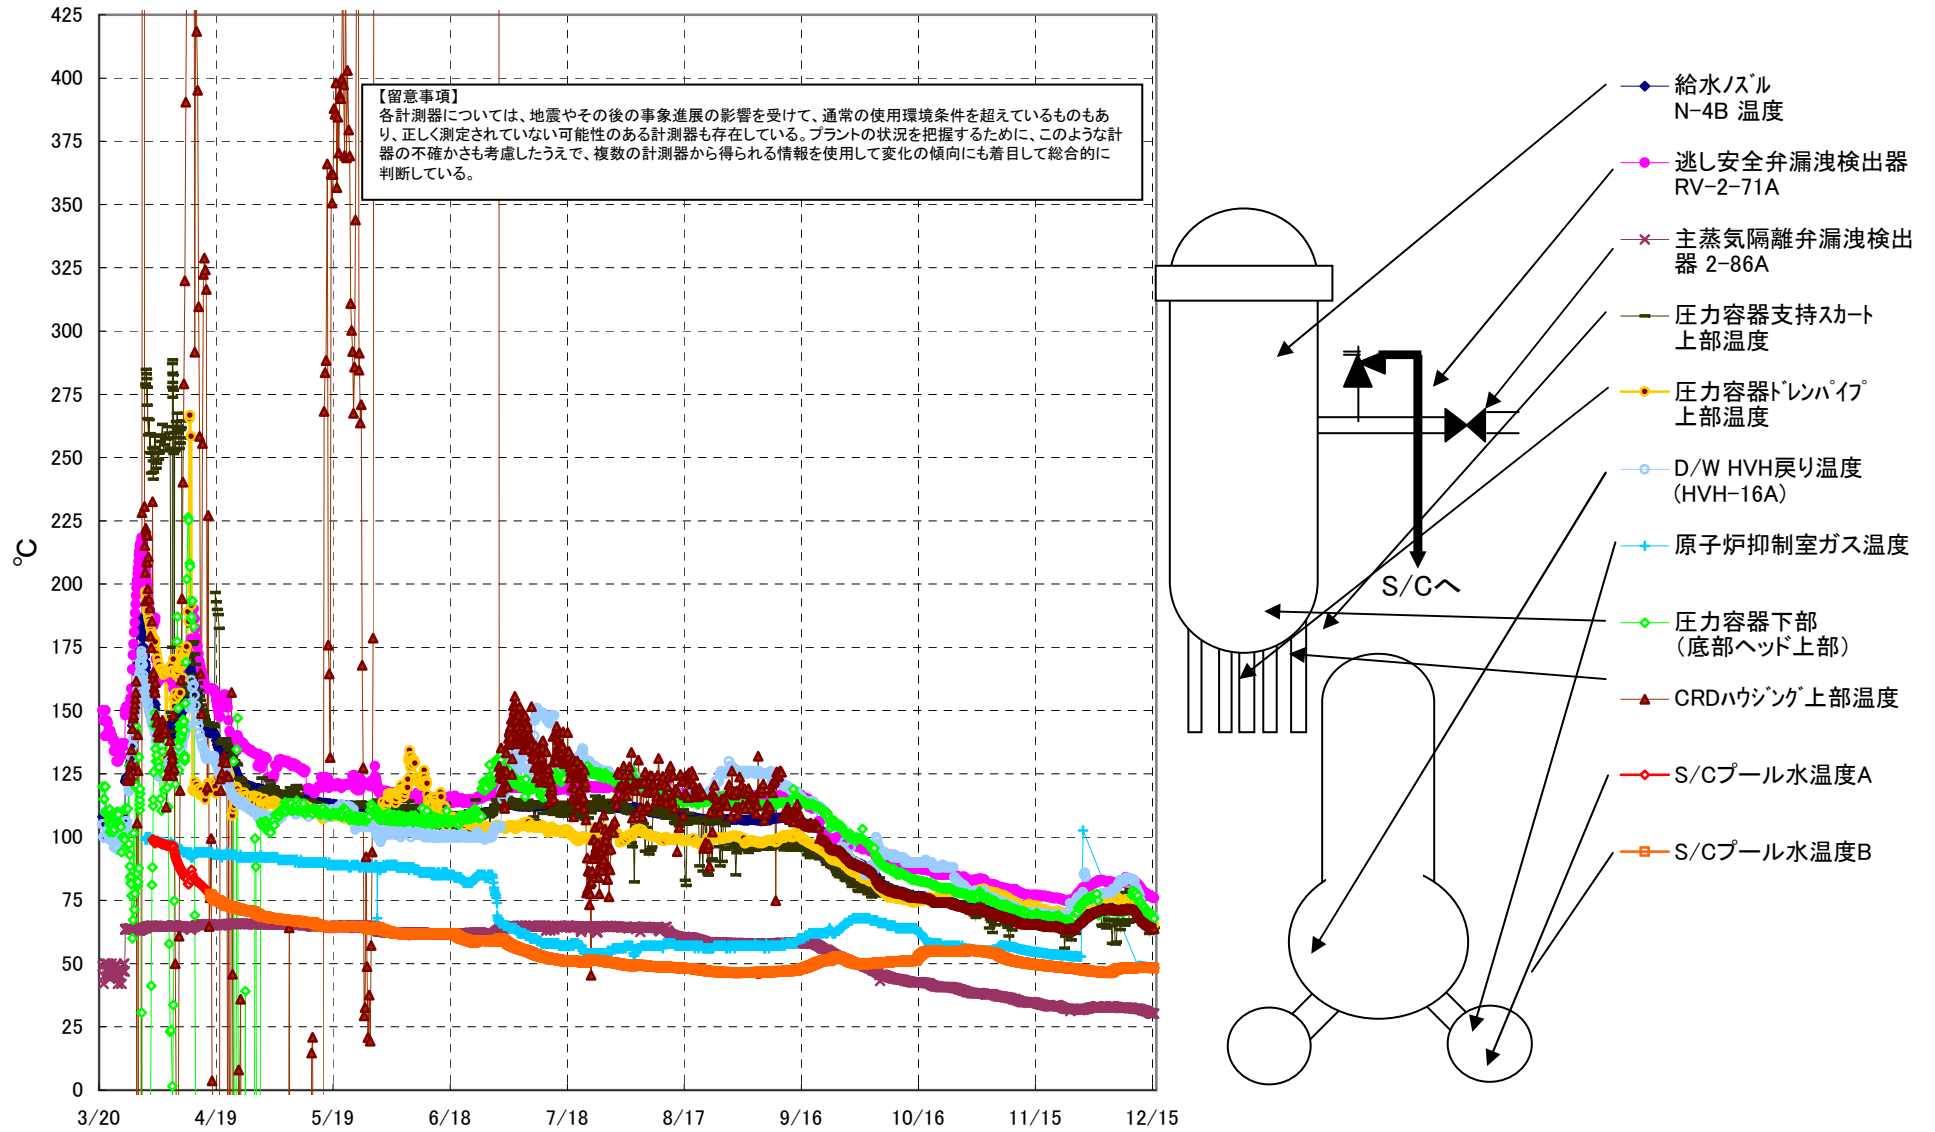 425
400
375
350
325
300
275
250
225
200
175
150
125
100
75
50
25
0
℃
3/20
4/19
5/19
6/18
7/18
8/17
9/16
10/16
11/15
12/15
【留意事項】
各計測器については、地震やその後の事象進展の影響を受けて、通常の使用環境条件を超えているものもあ
り、正しく測定されていない可能性のある計測器も存在している。プラントの状況を把握するために、このような計
器の不確かさも考慮したうえで、複数の計測器から得られる情報を使用して変化の傾向にも着目して総合的に
判断している。
S/Cへ
給水ﾉｽﾞﾙ
N-4B 温度
逃し安全弁漏洩検出器
RV-2-71A
主蒸気隔離弁漏洩検出
器 2-86A
圧力容器支持ｽｶｰﾄ
上部温度
圧力容器ﾄﾞﾚﾝﾊﾟｲﾌﾟ
上部温度
D/W HVH戻り温度
(HVH-16A)
原子炉抑制室ガス温度
圧力容器下部
（底部ヘッド上部）
CRDﾊｳｼﾞﾝｸﾞ上部温度
S/Cプール水温度A
S/Cプール水温度B